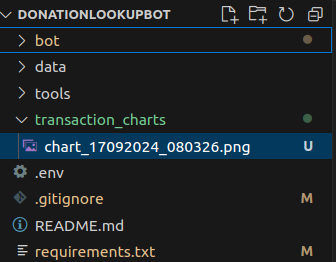 DONATIONLOOKUPBOT
bot
data
tools
transaction_charts
chart_17092024_080326.png U
.env
.gitignore
README.md
requirements.txt